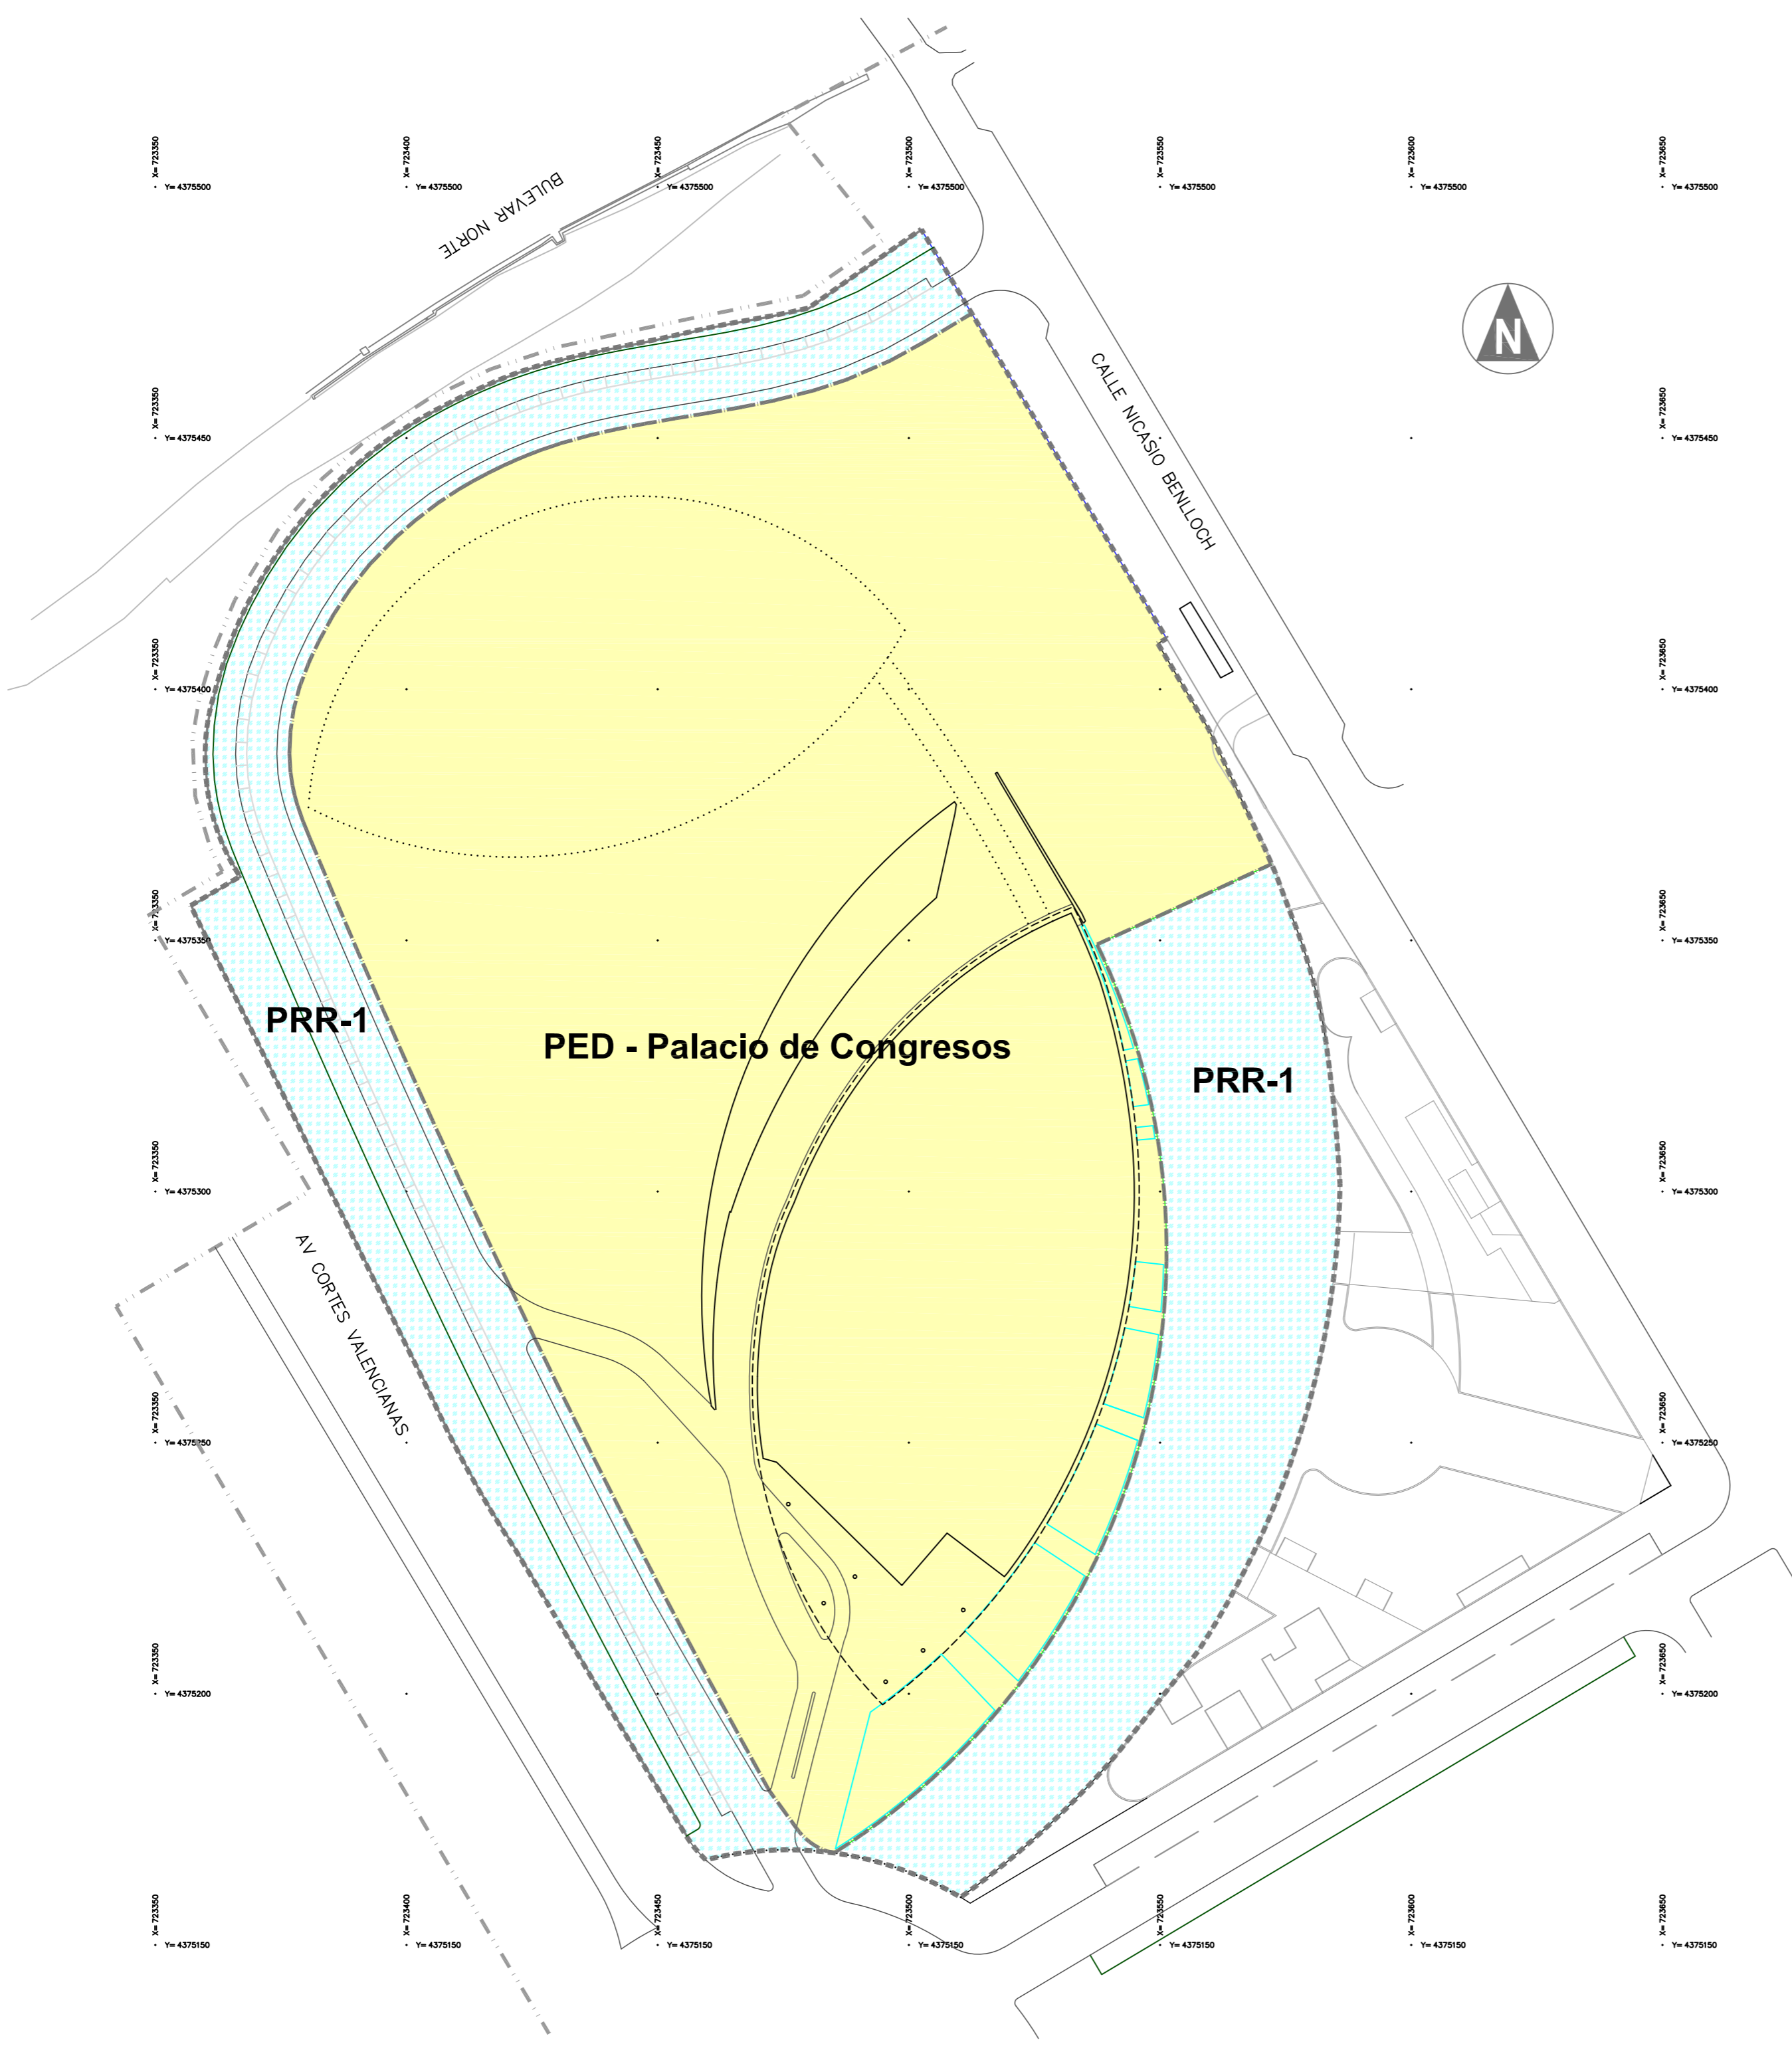 BULEVAR NORTE
X= 723350
Y= 4375500
X= 723400
Y= 4375500
X= 723450
Y= 4375500
X= 723500
Y= 4375500
X= 723550
Y= 4375500
X= 723600
Y= 4375500
X= 723650
Y= 4375500
N
CALLE NICASIO BENLLOCH
X= 723350
Y= 4375450
X= 723650
Y= 4375450
X= 723350
Y= 4375400
X= 723650
Y= 4375400
X= 723350
Y= 4375350
X= 723650
Y= 4375350
PRR-1
PED - Palacio de Congresos
PRR-1
X= 723350
Y= 4375300
X= 723650
Y= 4375300
AV CORTES VALENCIANAS
X= 723350
Y= 4375250
X= 723650
Y= 4375250
X= 723350
Y= 4375200
X= 723650
Y= 4375200
X= 723350
Y= 4375150
X= 723400
Y= 4375150
X= 723450
Y= 4375150
X= 723500
Y= 4375150
X= 723550
Y= 4375150
X= 723600
Y= 4375150
X= 723650
Y= 4375150